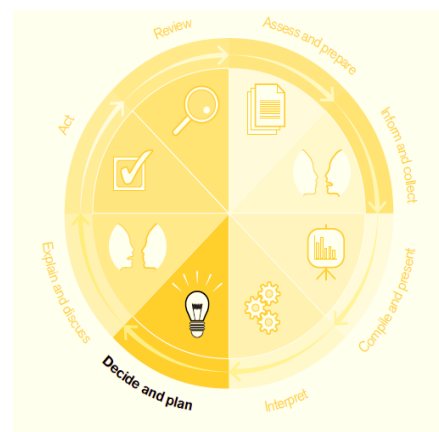 Assess and prepare
Inform and collect
Compile and present
Interpret
Decide and plan
Explain and discuss
Act
Review